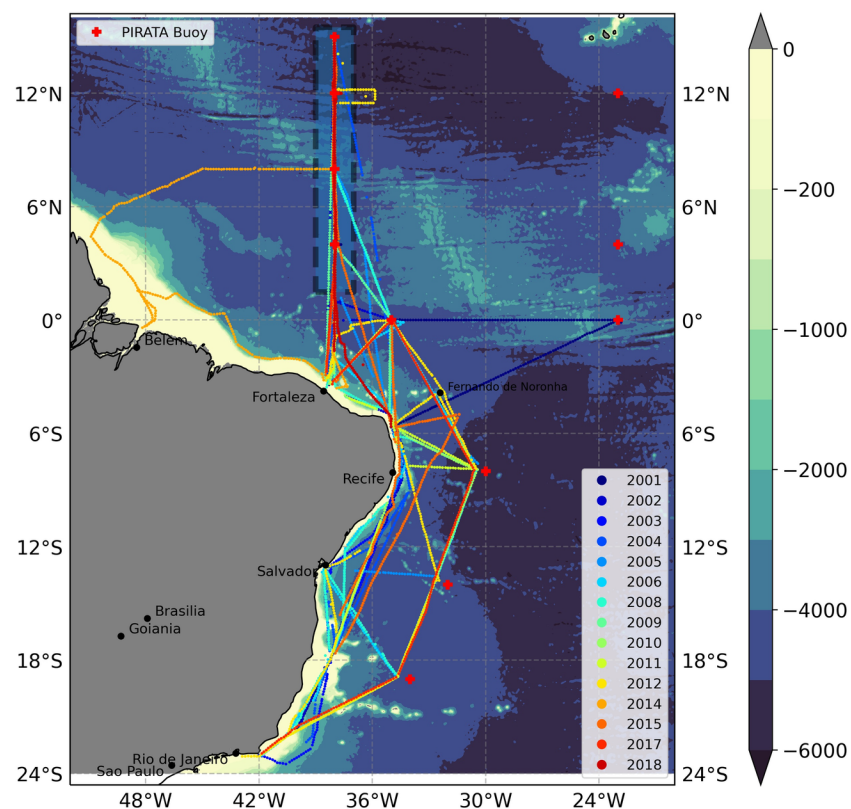 PIRATA Buoy
12°N
6°N
0°
6°S
12°S
18°S
24°S
48°W
42°W
36°W
30°W
24°W
12°N
6°N
0°
6°S
12°S
18°S
24°S
Belem
Fortaleza
Fernando de Noronha
Recife
Salvador
Brasilia
Goiania
Rio de Janeiro
Sao Paulo
2001
2002
2003
2004
2005
2006
2008
2009
2010
2011
2012
2014
2015
2017
2018
0
−200
−1000
−2000
−4000
−6000